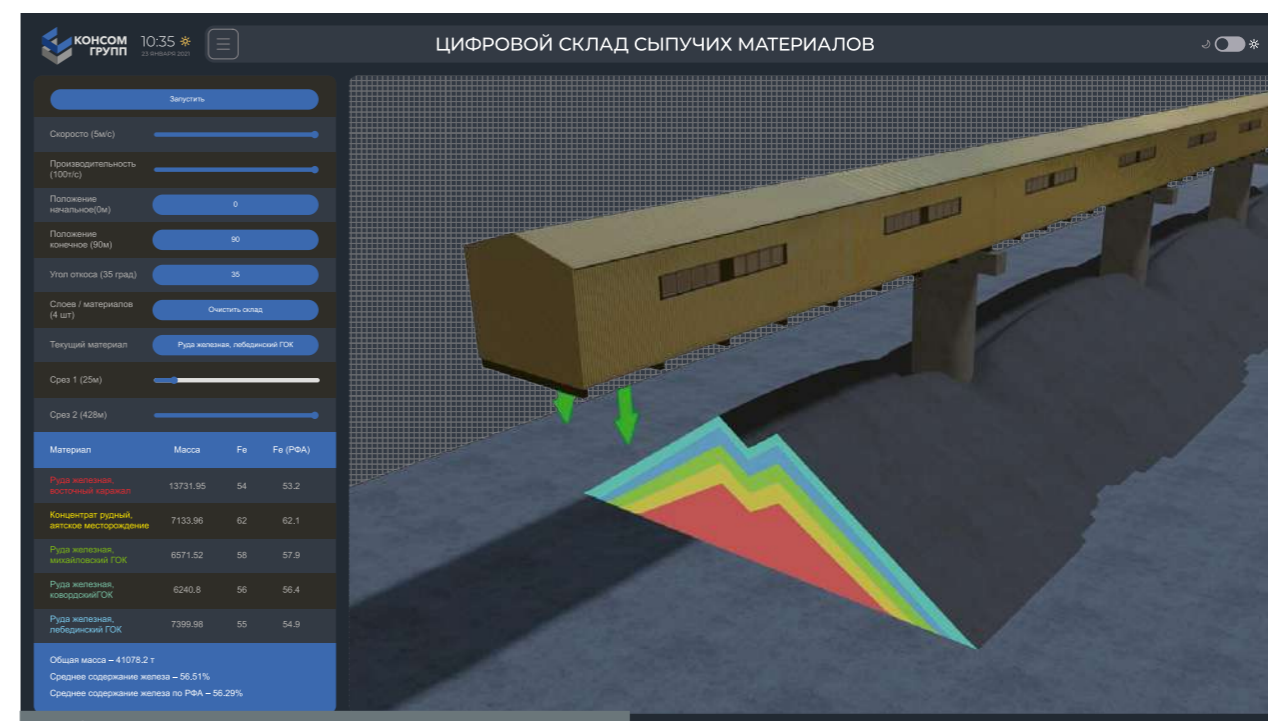 КОНСОМ
ГРУПП
10:35
23 ЯНВАРЯ 2021
ЦИФРОВОЙ СКЛАД СЫПУЧИХ МАТЕРИАЛОВ
Запустить
Скоросто (5м/с)
Производительность
(100т/с)
Положение
начальное(0м)
0
Положение
конечное (90м)
90
Угол откоса (35 град)
35
Слоев / материалов
(4 шт)
Очистить склад
Текущий материал
Руда железная, лебединский ГОК
Срез 1 (25м)
Срез 2 (428м)
Материал Масса Fe Fe (РФА)
Руда железная,
восточный каражал
13731.95 54 53.2
Концентрат рудный,
аятское месторождение
7133.96 62 62.1
Руда железная,
михайловский ГОК
6571.52 58 57.9
Руда железная,
ковордскийГОК
6240.8 56 56.4
Руда железная,
лебединский ГОК
7399.98 55 54.9
Общая масса – 41078.2 т
Среднее содержание железа – 56.51%
Среднее содержание железа по РФА – 56.29%